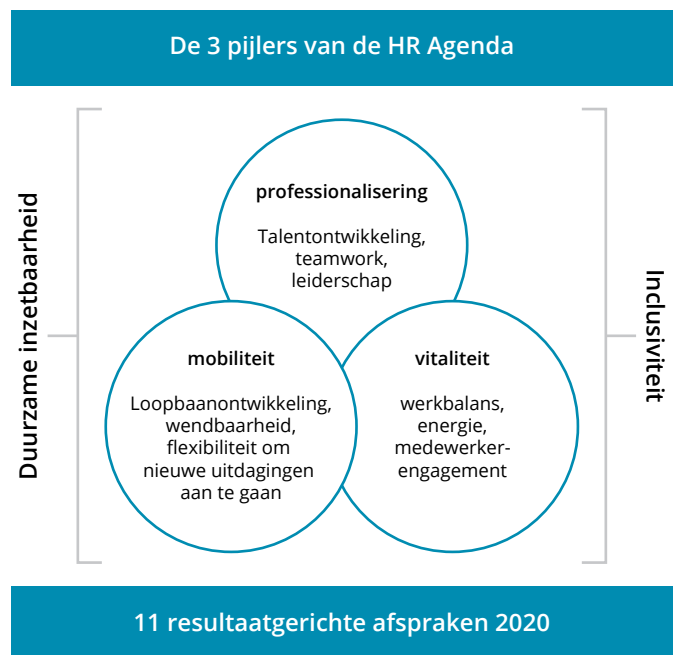 De 3 pijlers van de HR Agenda
Duurzame inzetbaarheid
professionalisering
Talentontwikkeling,
teamwork,
leiderschap
mobiliteit
Loopbaanontwikkeling,
wendbaarheid,
flexibiliteit om
nieuwe uitdagingen
aan te gaan
vitaliteit
werkbalans,
energie,
medewerker-
engagement
Inclusiviteit
11 resultaatgerichte afspraken 2020